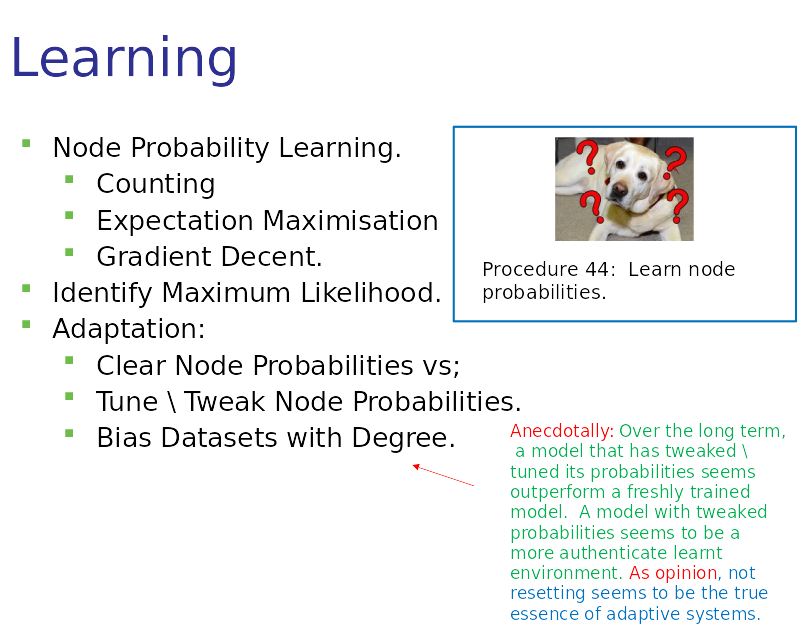 Learning
Node Probability Learning.
Counting
Expectation Maximisation
Gradient Decent.
Identify Maximum Likelihood.
Adaptation:
Clear Node Probabilities vs;
Tune \ Tweak Node Probabilities.
Bias Datasets with Degree.
? ? ? ?
Procedure 44:  Learn node
probabilities.
Anecdotally: Over the long term,
a model that has tweaked \
tuned its probabilities seems
outperform a freshly trained
model.  A model with tweaked
probabilities seems to be a
more authenticate learnt
environment. As opinion, not
resetting seems to be the true
essence of adaptive systems.